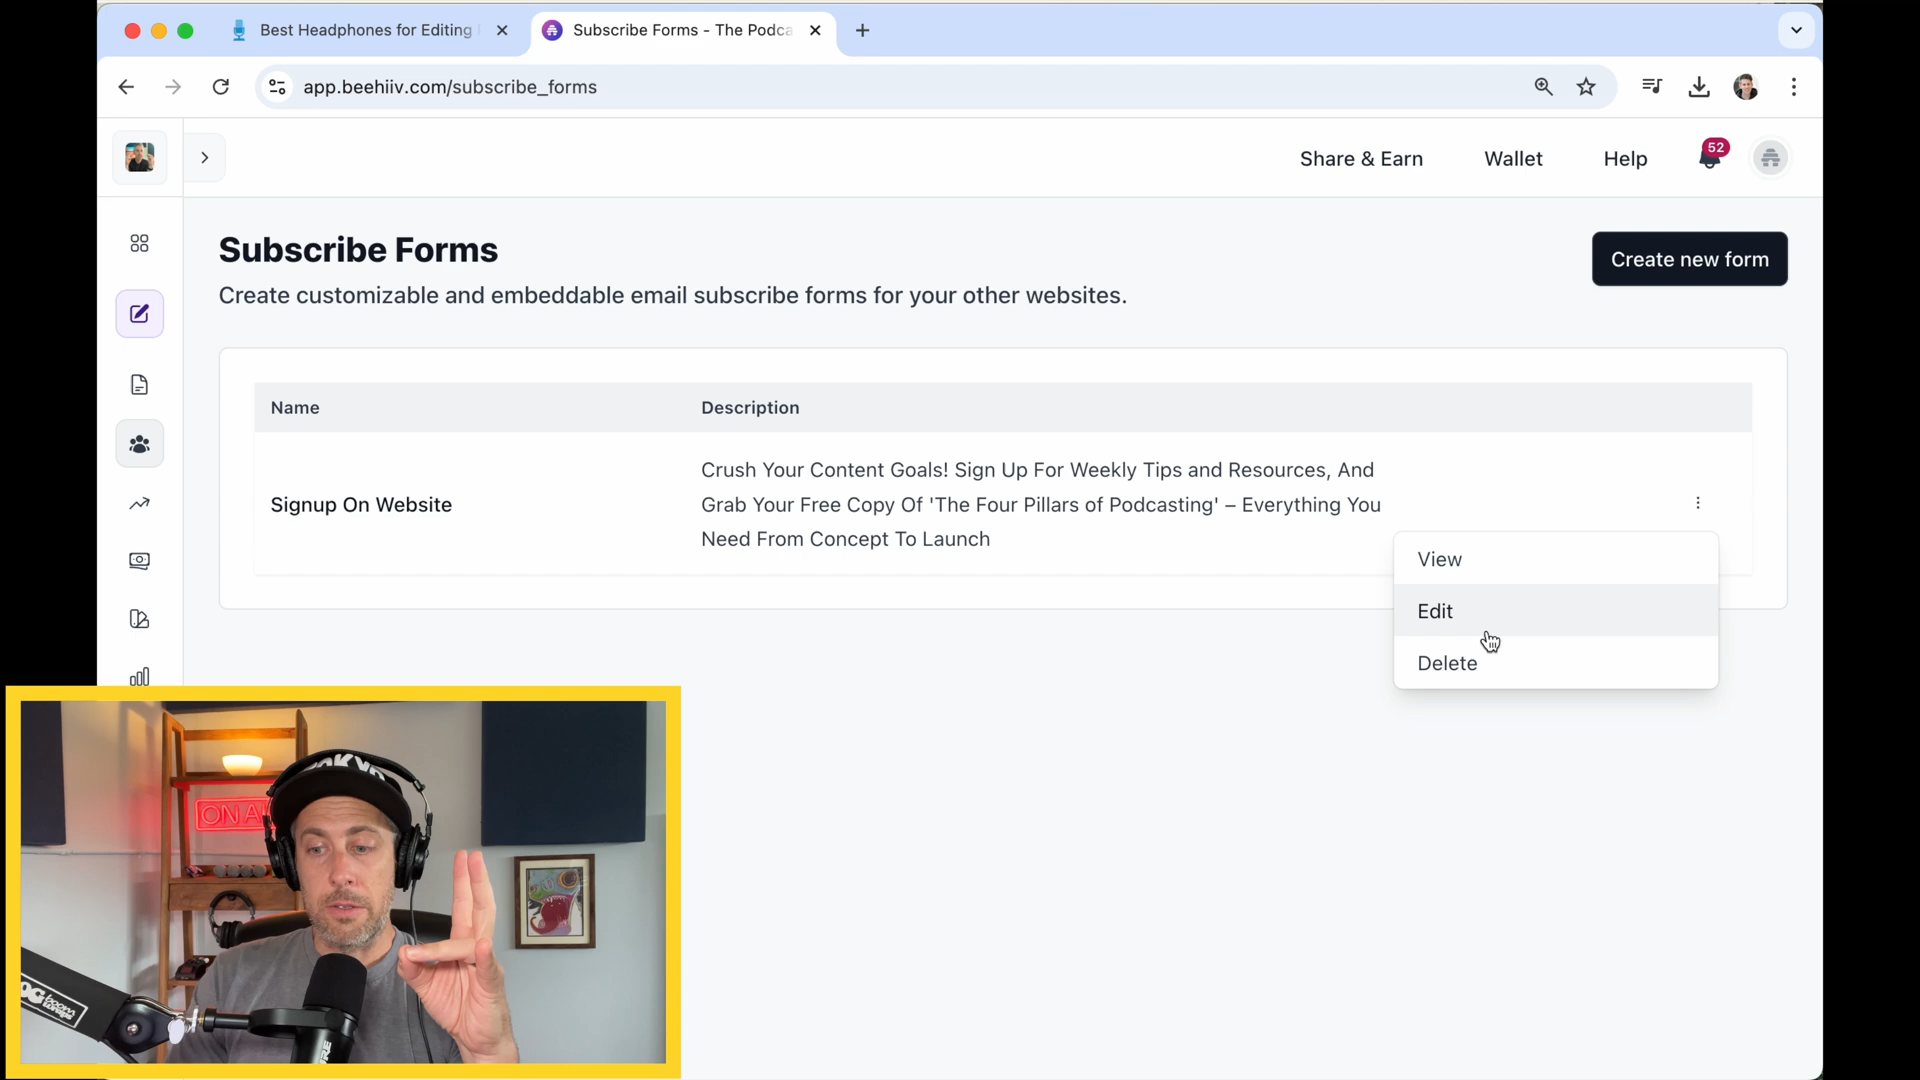 Best Headphones for Editing
Subscribe Forms - The Podca
app.beehiiv.com/subscribe_forms
Share & Earn
Wallet
Help
52
Subscribe Forms
Create new form
Create customizable and embeddable email subscribe forms for your other websites.
Name
Description
Signup On Website
Crush Your Content Goals! Sign Up For Weekly Tips and Resources, And
Grab Your Free Copy Of 'The Four Pillars of Podcasting' – Everything You
Need From Concept To Launch
View
Edit
Delete
TOKYO
ON AI
OG